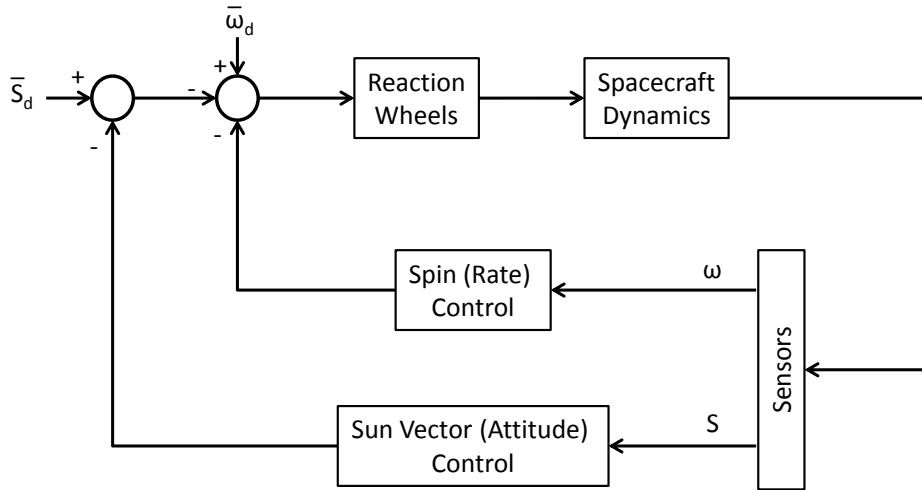 ω̅d
+
S̅d
+
-
-
-
Reaction
Wheels
Spacecraft
Dynamics
Spin (Rate)
Control
ω
Sensors
Sun Vector (Attitude)
Control
S